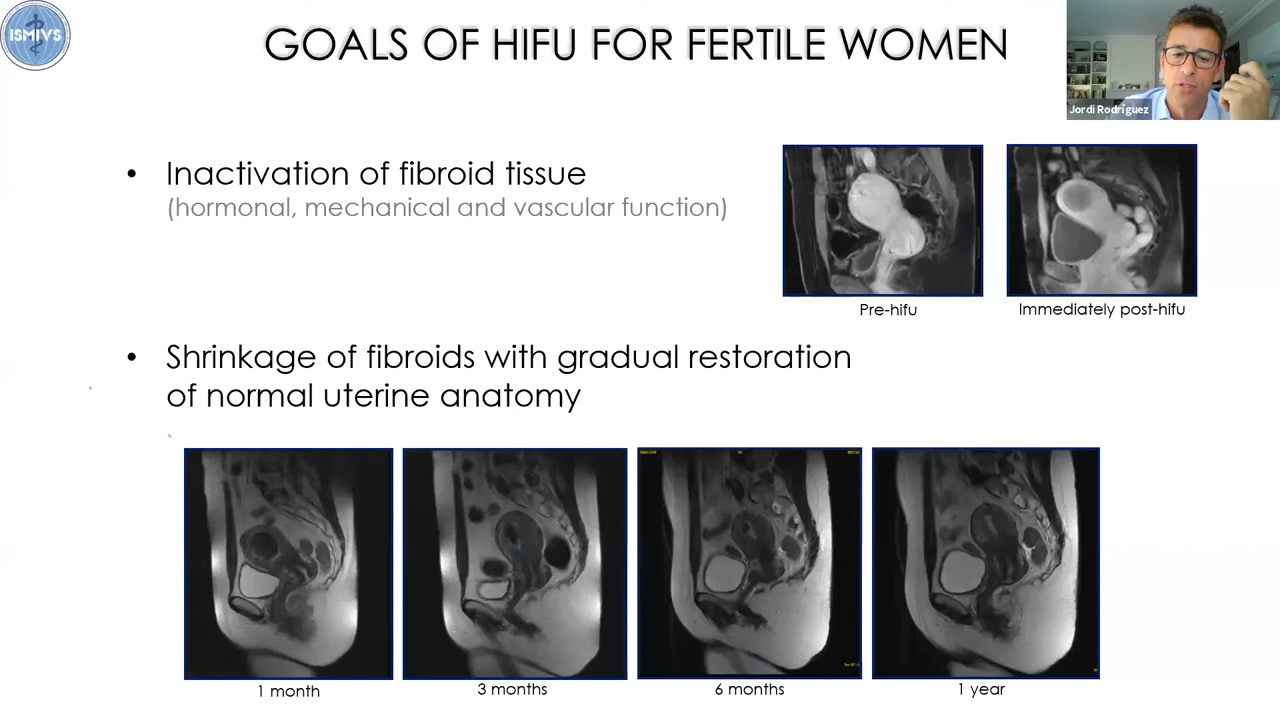 ISMIVS
GOALS OF HIFU FOR FERTILE WOMEN
Jordi Rodríguez
• Inactivation of fibroid tissue
(hormonal, mechanical and vascular function)
Pre-hifu
Immediately post-hifu
• Shrinkage of fibroids with gradual restoration
of normal uterine anatomy
1 month
3 months
6 months
1 year